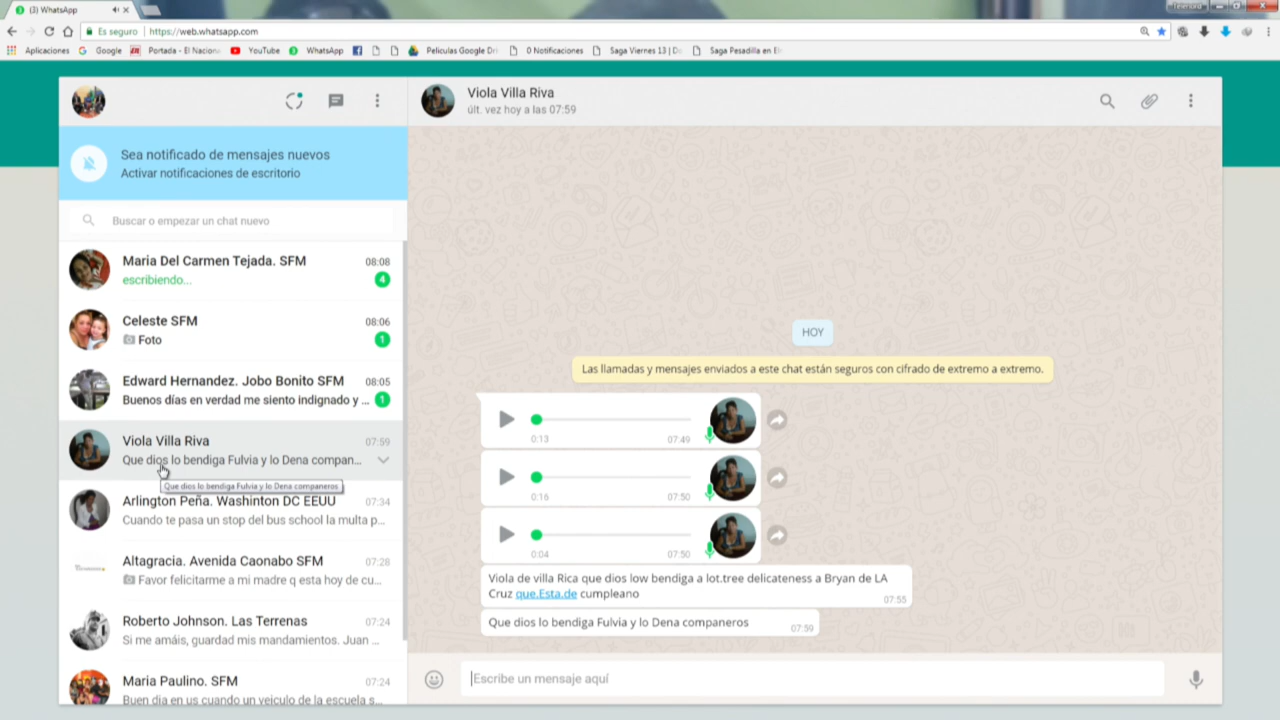 (3) WhatsApp
Es seguro | https://web.whatsapp.com
Aplicaciones Google Portada - El Naciona YouTube WhatsApp Peliculas Google Dri 0 Notificaciones Saga Viernes 13 | Do Saga Pesadilla en El
Viola Villa Riva
últ. vez hoy a las 07:59
Sea notificado de mensajes nuevos
Activar notificaciones de escritorio
Buscar o empezar un chat nuevo
Maria Del Carmen Tejada. SFM 08:08
escribiendo... 4
Celeste SFM 08:06
Foto 1
Edward Hernandez. Jobo Bonito SFM 08:05
Buenos días en verdad me siento indignado y ... 1
Viola Villa Riva 07:59
Que dios lo bendiga Fulvia y lo Dena compan...
Que dios lo bendiga Fulvia y lo Dena companeros
Arlington Peña. Washinton DC EEUU 07:34
Cuando te pasa un stop del bus school la multa p...
Altagracia. Avenida Caonabo SFM 07:28
Favor felicitarme a mi madre q esta hoy de cu...
Roberto Johnson. Las Terrenas 07:24
Si me amáis, guardad mis mandamientos. Juan ...
Maria Paulino. SFM 07:24
Buen dia en us cuando un veiculo de la escuela s...
HOY
Las llamadas y mensajes enviados a este chat están seguros con cifrado de extremo a extremo.
0:13 07:49
0:16 07:50
0:04 07:50
Viola de villa Rica que dios low bendiga a lot.tree delicateness a Bryan de LA
Cruz que.Esta.de cumpleano
07:55
Que dios lo bendiga Fulvia y lo Dena companeros 07:59
Escribe un mensaje aquí